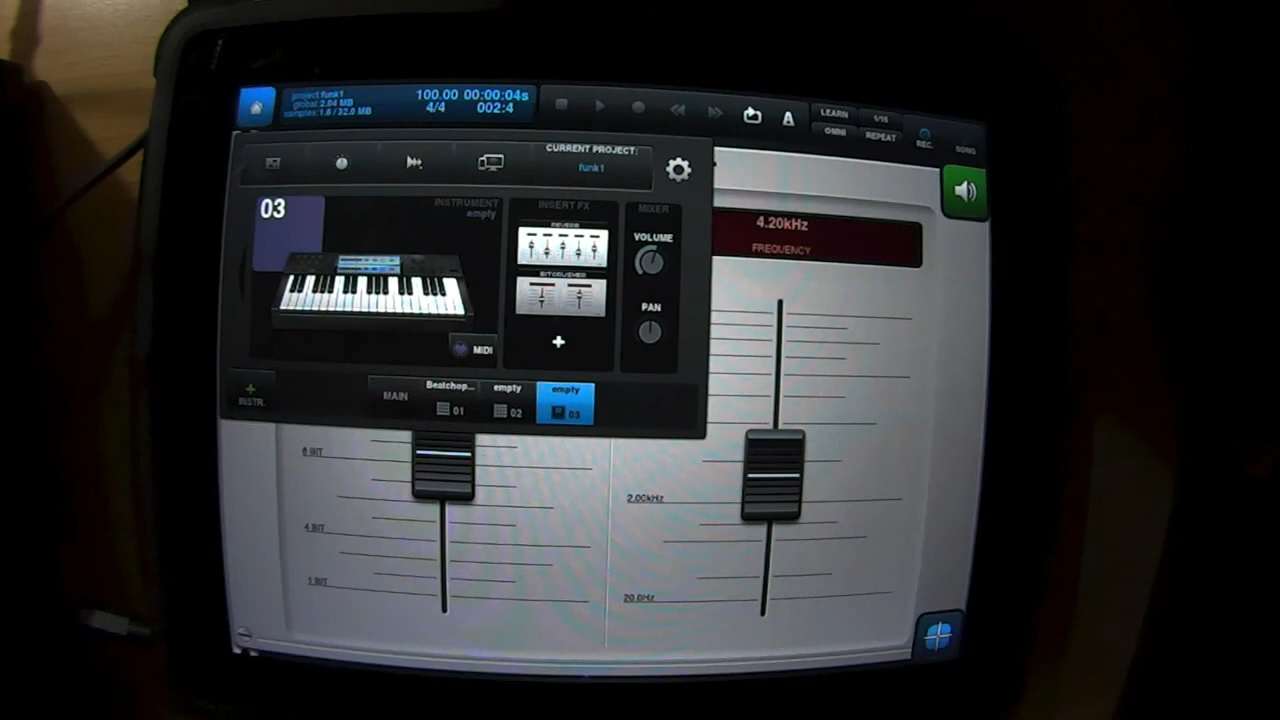 project:funk1
global:2.04 MB
samples:1.6 / 32.0 MB
100.00 00:00:04s
4/4 002:4
A
LEARN
1/16
OMNI
REPEAT
REC.
SONG
CURRENT PROJECT:
funk1
03
INSTRUMENT
empty
INSERT FX
REVERB
BITCRUSHER
+
MIXER
VOLUME
PAN
MIDI
+
INSTR.
MAIN
Beatchop...
01
empty
02
empty
03
4.20kHz
FREQUENCY
8 BIT
4 BIT
1 BIT
2.00kHz
20.0Hz